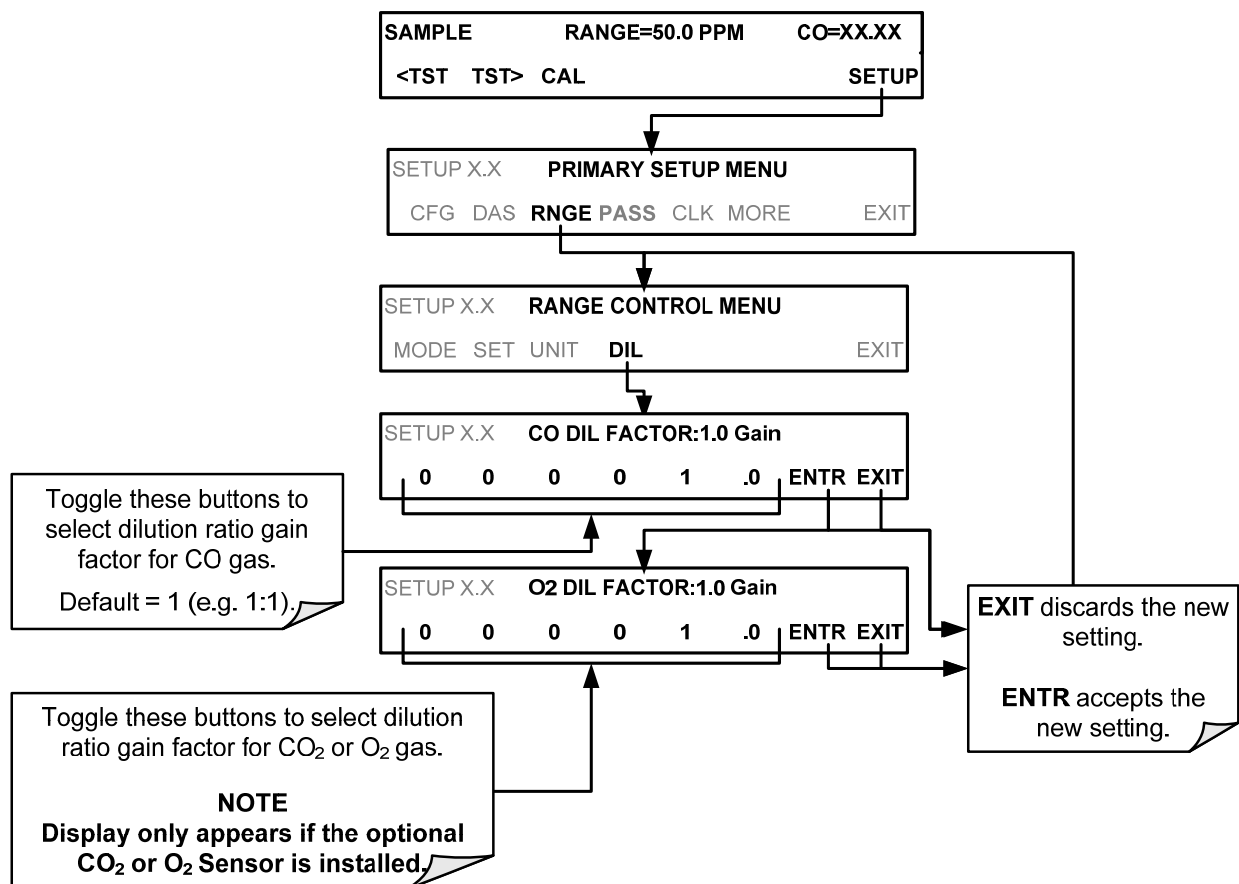 SAMPLE RANGE=50.0 PPM CO=XX.XX
<TST TST> CAL SETUP
SETUP X.X PRIMARY SETUP MENU
CFG DAS RNGE PASS CLK MORE EXIT
SETUP X.X RANGE CONTROL MENU
MODE SET UNIT DIL EXIT
SETUP X.X CO DIL FACTOR:1.0 Gain
0 0 0 0 1 .0 ENTR EXIT
Toggle these buttons to
select dilution ratio gain
factor for CO gas.
Default = 1 (e.g. 1:1).
SETUP X.X O2 DIL FACTOR:1.0 Gain
0 0 0 0 1 .0 ENTR EXIT
EXIT discards the new
setting.
ENTR accepts the
new setting.
Toggle these buttons to select dilution
ratio gain factor for CO₂ or O₂ gas.
NOTE
Display only appears if the optional
CO₂ or O₂ Sensor is installed.